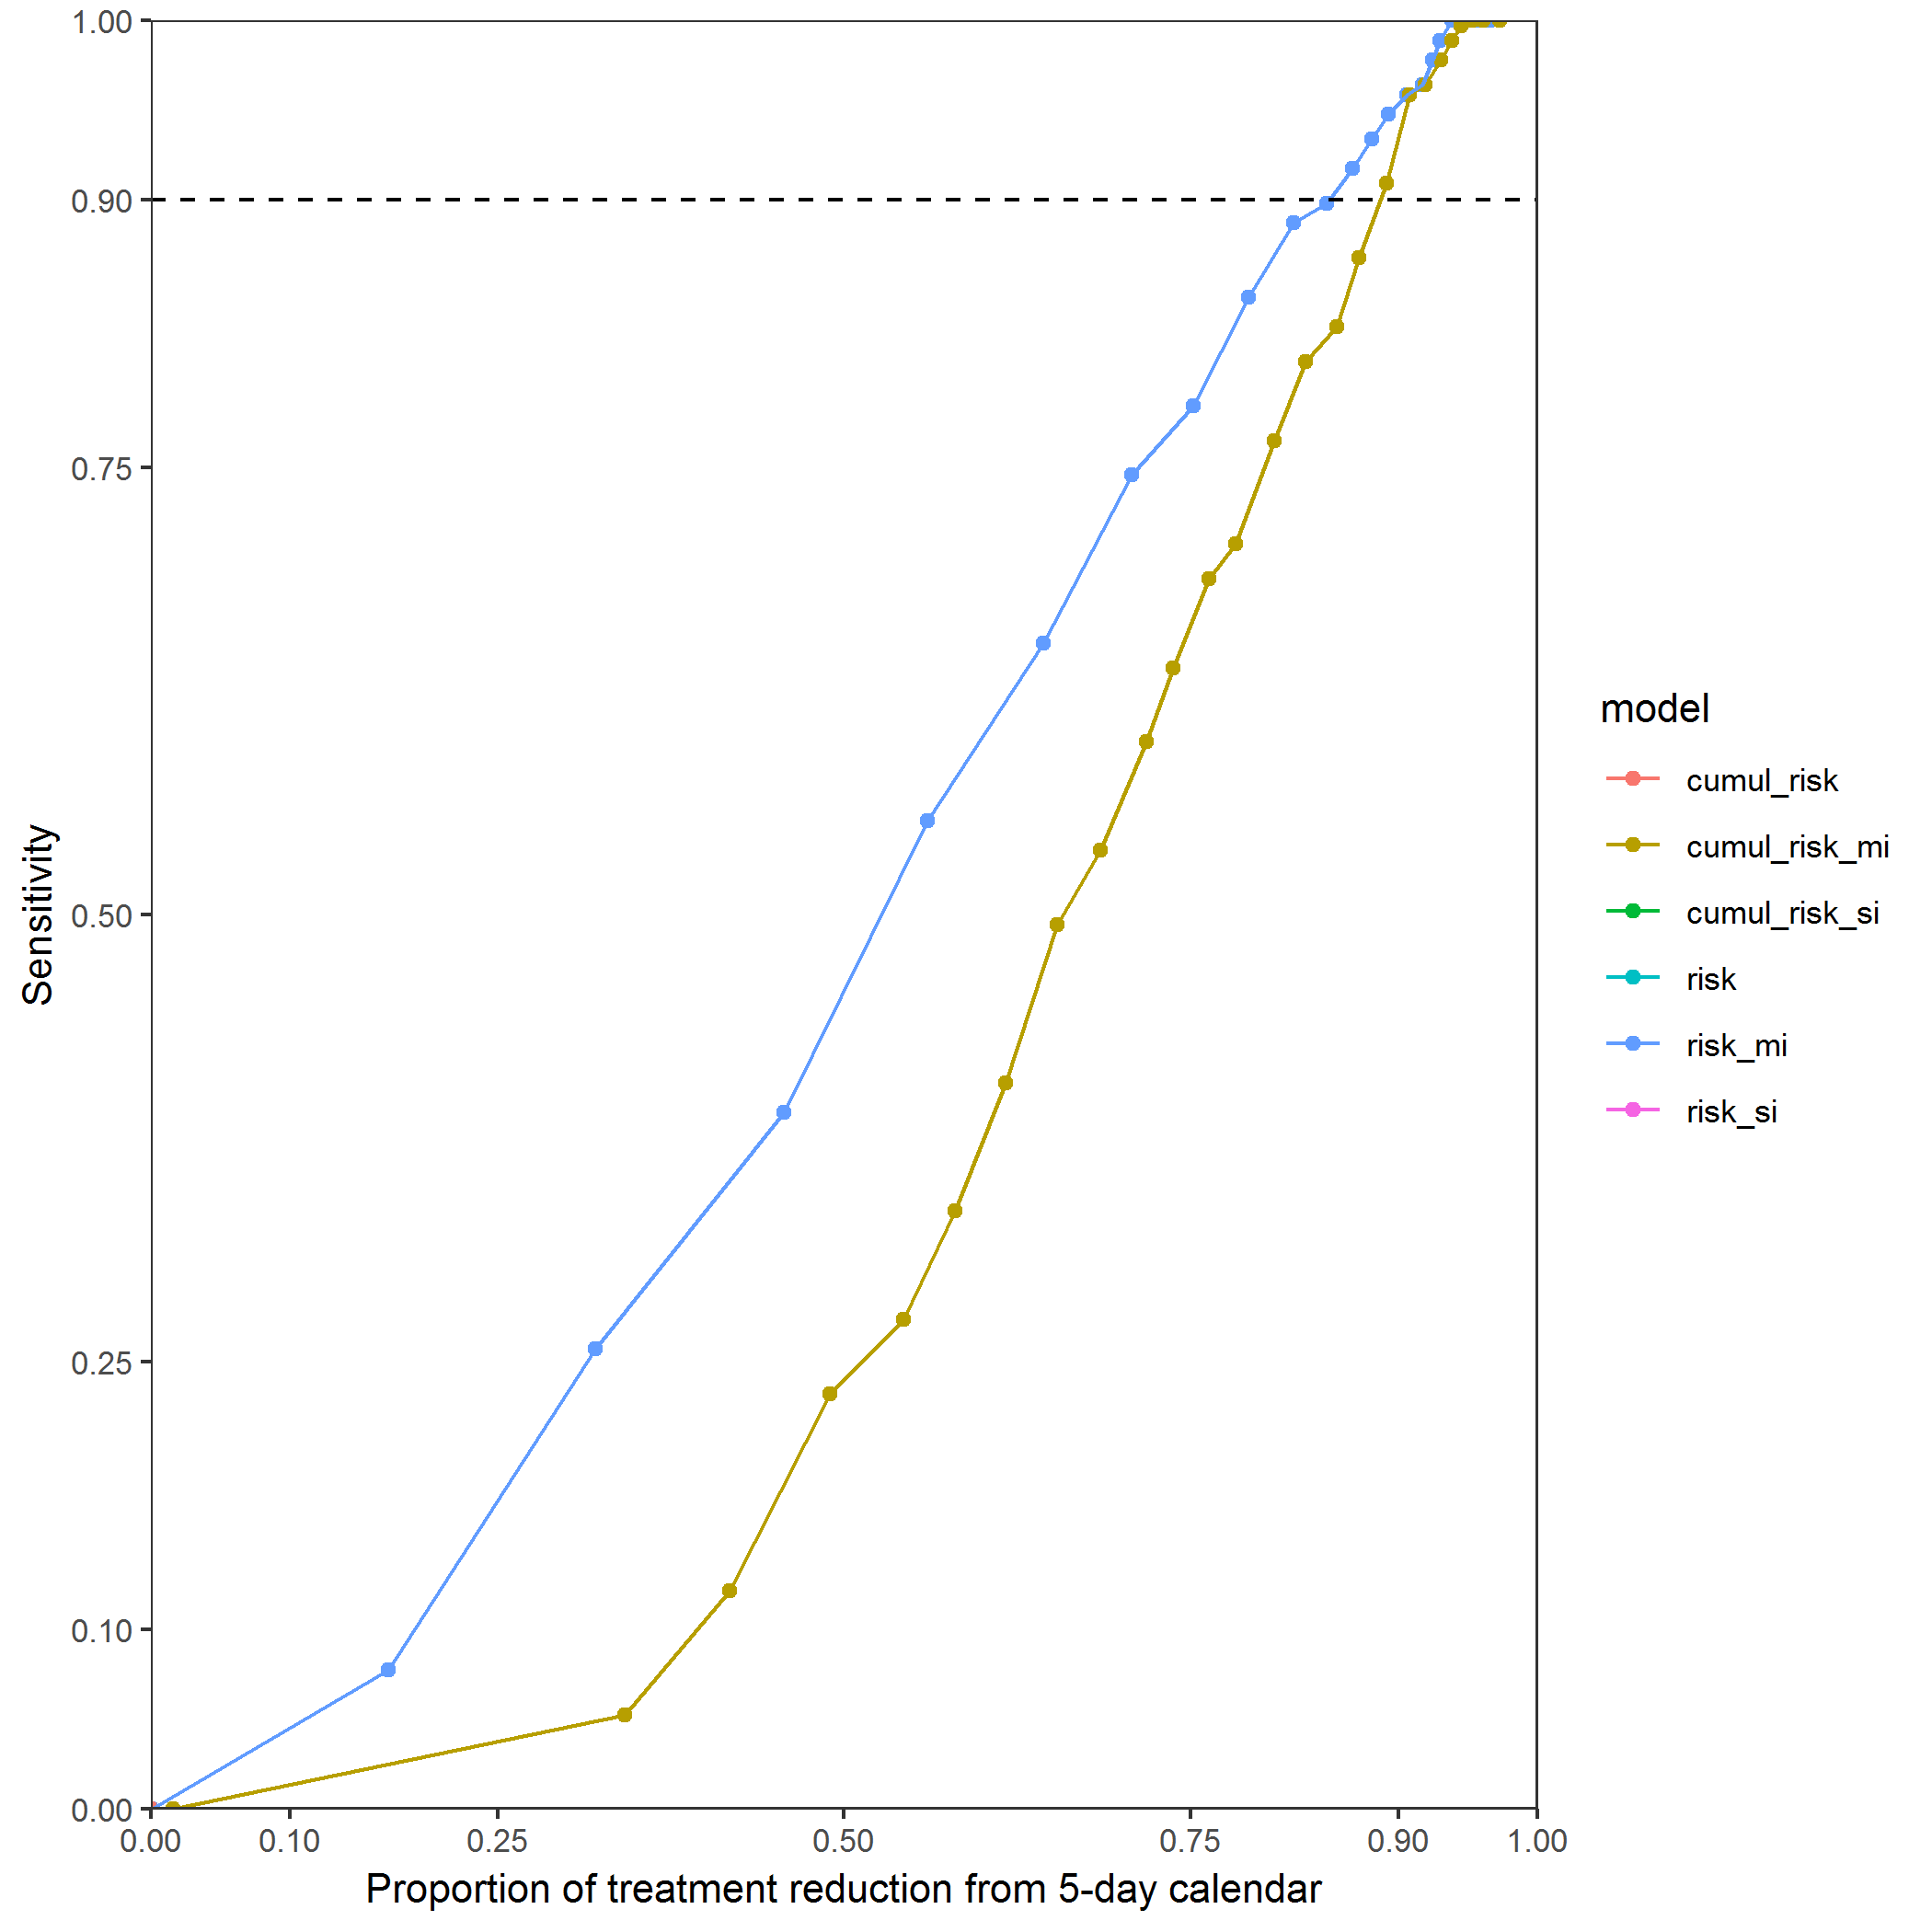 1.00
0.90
0.75
0.50
0.25
0.10
0.00
Sensitivity
0.00 0.10 0.25 0.50 0.75 0.90 1.00
Proportion of treatment reduction from 5-day calendar
model
cumul_risk
cumul_risk_mi
cumul_risk_si
risk
risk_mi
risk_si